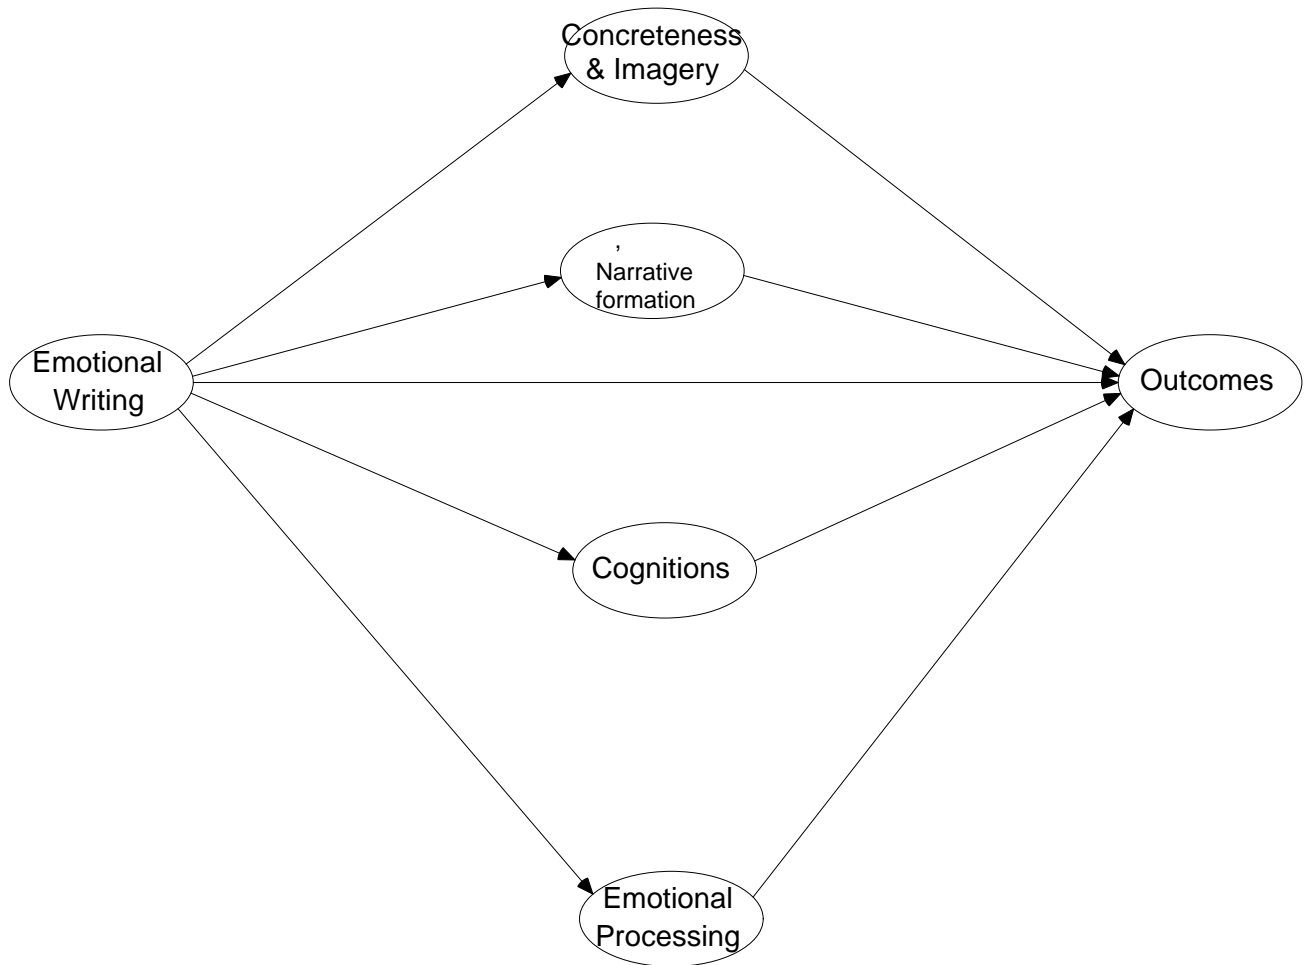 Concreteness
& Imagery
,
Narrative
formation
Emotional
Writing
Outcomes
Cognitions
Emotional
Processing